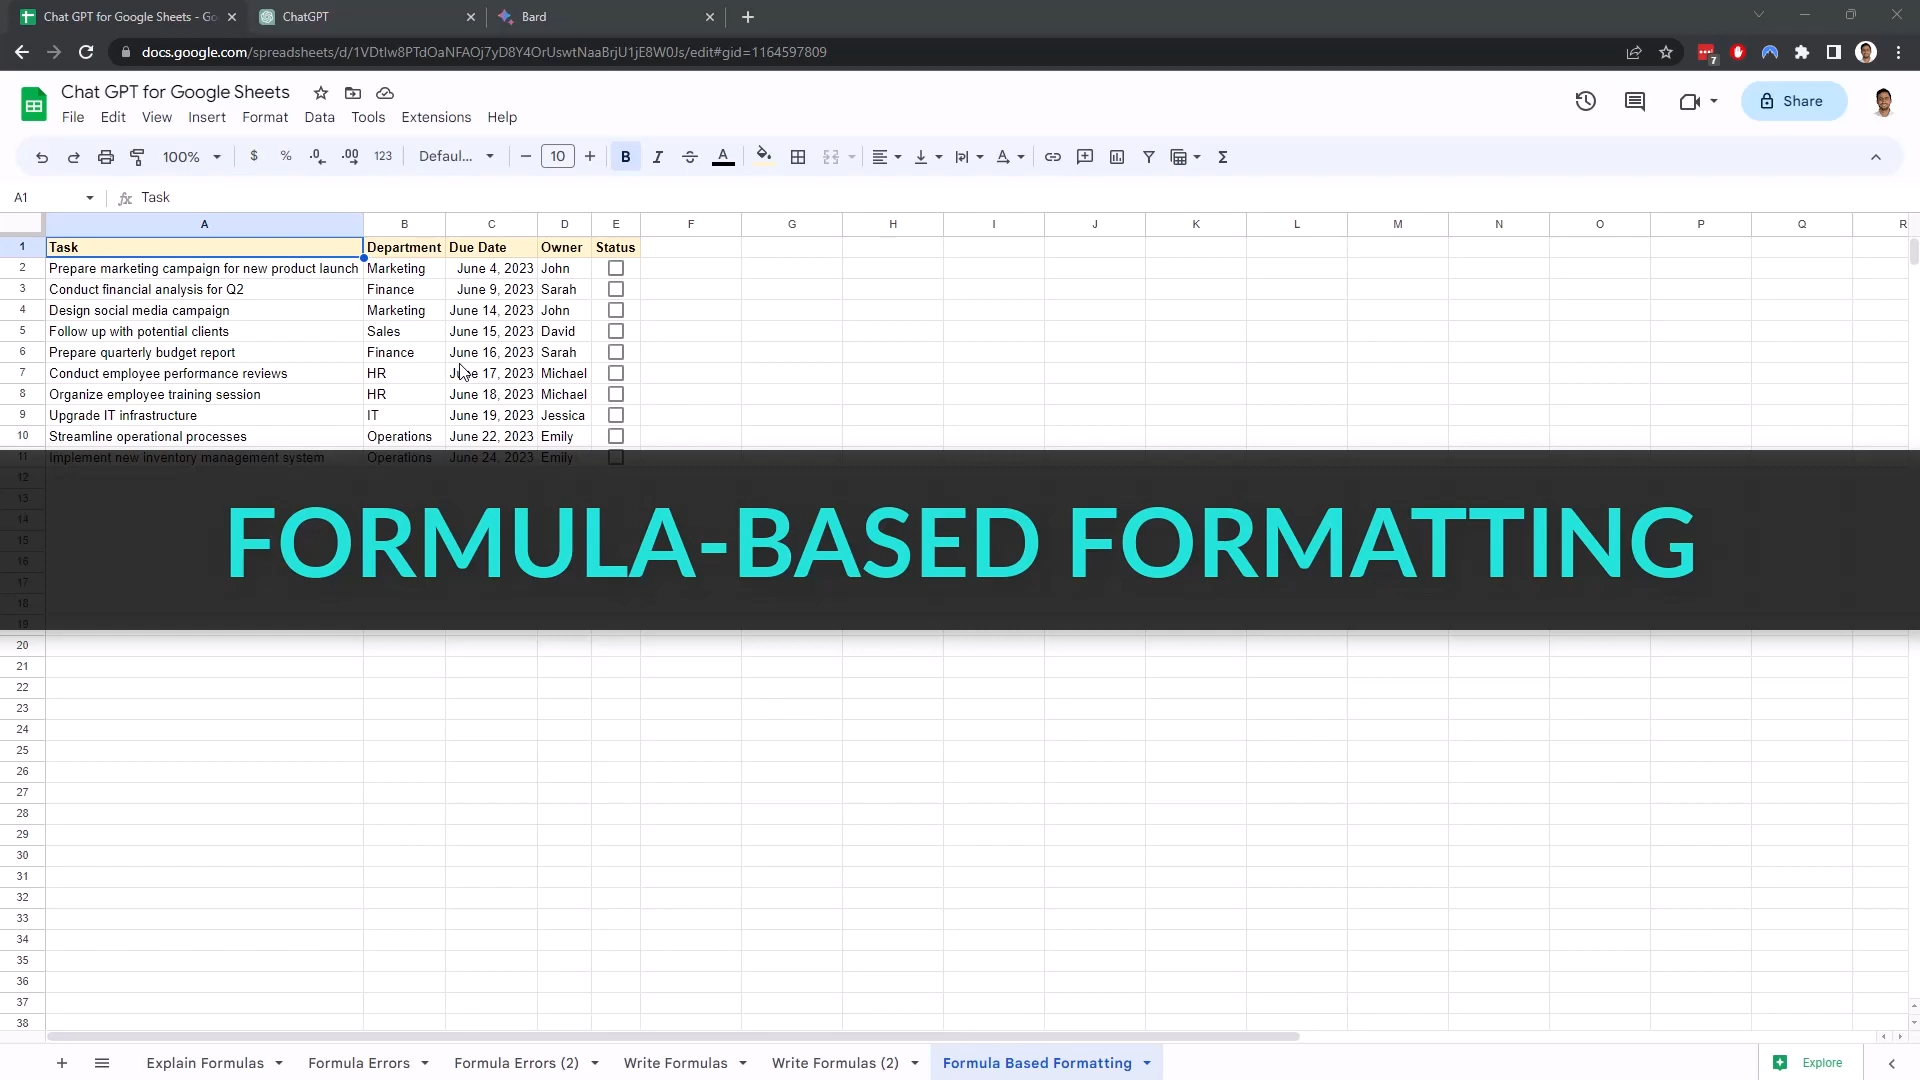 Chat GPT for Google Sheets - Go
ChatGPT
Bard
docs.google.com/spreadsheets/d/1VDtIw8PTdOaNFAOj7yD8Y4OrUswtNaaBrjU1jE8W0Js/edit#gid=1164597809
7
Chat GPT for Google Sheets
File Edit View Insert Format Data Tools Extensions Help
Share
100% $ % .0 .00 123 Defaul... 10 B I A Σ
A1 fx Task
A B C D E F G H I J K L M N O P Q R
1 Task Department Due Date Owner Status
2 Prepare marketing campaign for new product launch Marketing June 4, 2023 John
3 Conduct financial analysis for Q2 Finance June 9, 2023 Sarah
4 Design social media campaign Marketing June 14, 2023 John
5 Follow up with potential clients Sales June 15, 2023 David
6 Prepare quarterly budget report Finance June 16, 2023 Sarah
7 Conduct employee performance reviews HR June 17, 2023 Michael
8 Organize employee training session HR June 18, 2023 Michael
9 Upgrade IT infrastructure IT June 19, 2023 Jessica
10 Streamline operational processes Operations June 22, 2023 Emily
11 Implement new inventory management system Operations June 24, 2023 Emily
12
13
14
15
16
17
18
19
FORMULA-BASED FORMATTING
20
21
22
23
24
25
26
27
28
29
30
31
32
33
34
35
36
37
38
Explain Formulas Formula Errors Formula Errors (2) Write Formulas Write Formulas (2) Formula Based Formatting Explore